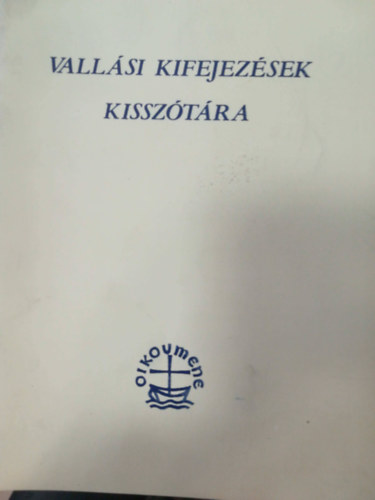 VALLÁSI KIFEJEZÉSEK
KISSZÓTÁRA
OIKOUMENE